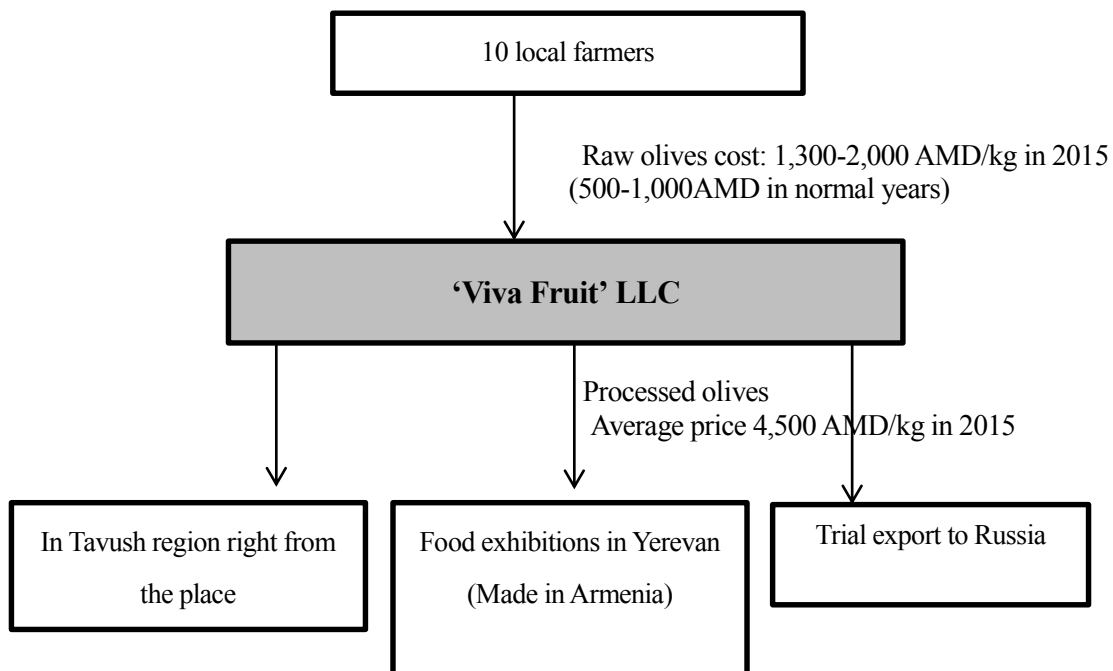 10 local farmers
Raw olives cost: 1,300-2,000 AMD/kg in 2015
(500-1,000AMD in normal years)
‘Viva Fruit’ LLC
Processed olives
Average price 4,500 AMD/kg in 2015
In Tavush region right from
the place
Food exhibitions in Yerevan
(Made in Armenia)
Trial export to Russia